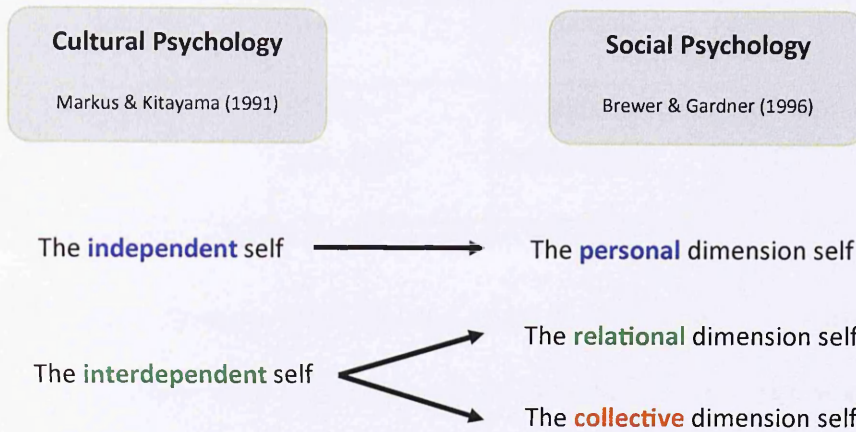 Cultural Psychology
Markus & Kitayama (1991)
Social Psychology
Brewer & Gardner (1996)
The independent self
The personal dimension self
The interdependent self
The relational dimension self
The collective dimension self